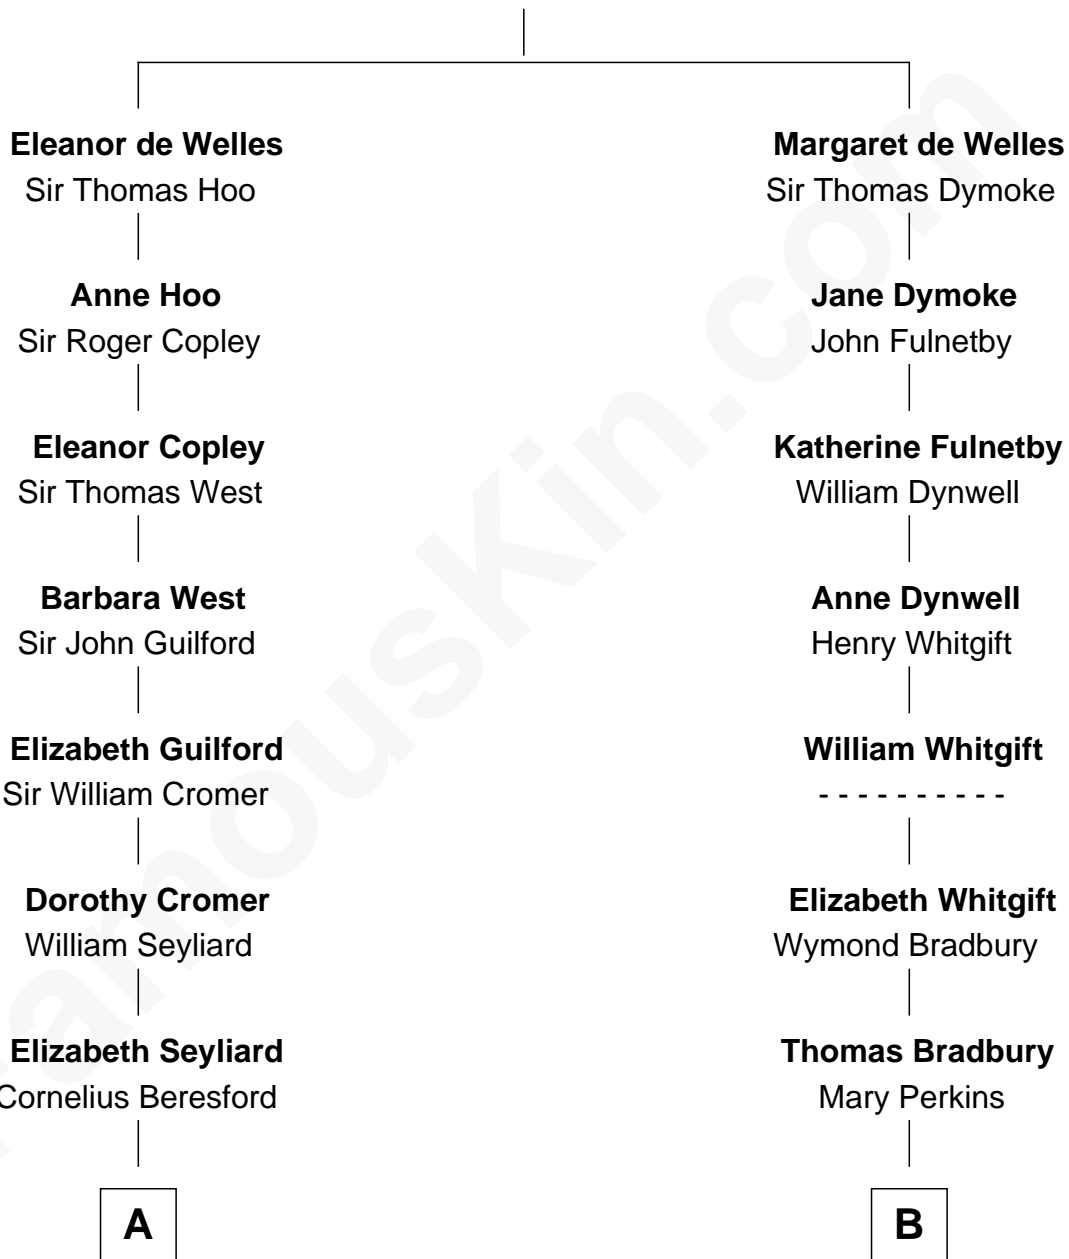 Eleanor de Welles
Sir Thomas Hoo
Anne Hoo
Sir Roger Copley
Eleanor Copley
Sir Thomas West
Barbara West
Sir John Guilford
Elizabeth Guilford
Sir William Cromer
Dorothy Cromer
William Seyliard
Elizabeth Seyliard
Cornelius Beresford
A
Margaret de Welles
Sir Thomas Dymoke
Jane Dymoke
John Fulnetby
Katherine Fulnetby
William Dynwell
Anne Dynwell
Henry Whitgift
William Whitgift
- - - - - - - - - -
Elizabeth Whitgift
Wymond Bradbury
Thomas Bradbury
Mary Perkins
B
FamousKin.com